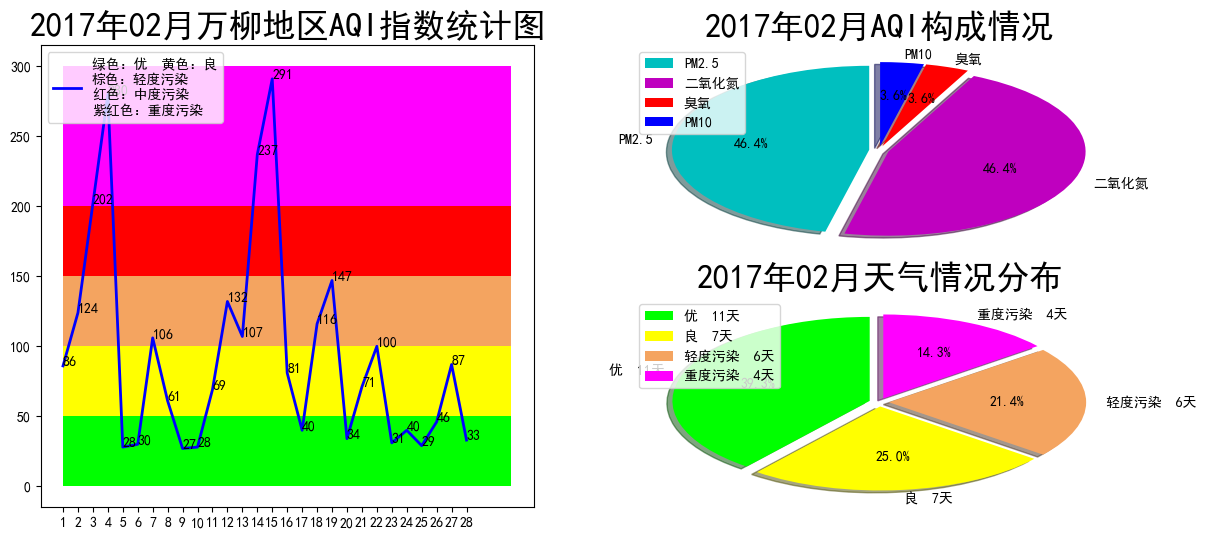 2017年02月万柳地区AQI指数统计图
绿色：优　黄色：良
棕色：轻度污染
红色：中度污染
紫红色：重度污染
300
250
200
150
100
50
0
86
124
202
28
30
106
61
27
28
69
132
107
237
291
81
40
116
147
34
71
100
31
40
29
46
87
33
1 2 3 4 5 6 7 8 9 10 11 12 13 14 15 16 17 18 19 20 21 22 23 24 25 26 27 28
2017年02月AQI构成情况
PM2.5
二氧化氮
臭氧
PM10
PM10
臭氧
PM2.5
二氧化氮
3.6%
3.6%
46.4%
46.4%
2017年02月天气情况分布
优　11天
良　7天
轻度污染　6天
重度污染　4天
重度污染　4天
优　11天
轻度污染　6天
良　7天
14.3%
21.4%
25.0%